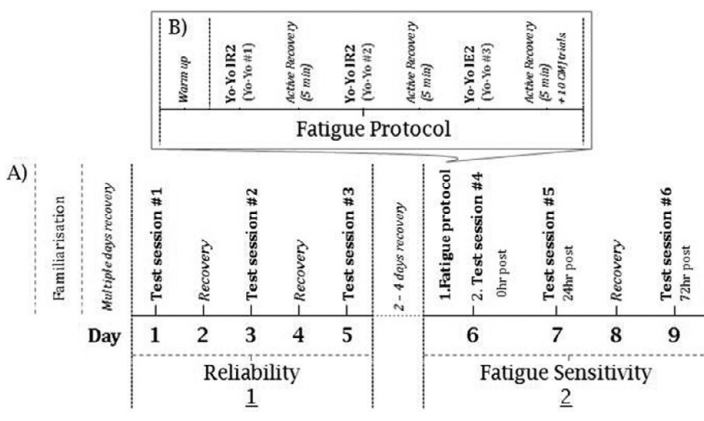 B)
Warm up
Yo-Yo IR2
(Yo-Yo #1)
Active Recovery
(5 min)
Yo-Yo IR2
(Yo-Yo #2)
Active Recovery
(5 min)
Yo-Yo IE2
(Yo-Yo #3)
Active Recovery
(5 min)
+10 CMJ trials
Fatigue Protocol
A)
Familiarisation
Multiple days recovery
Test session #1
Recovery
Test session #2
Recovery
Test session #3
2 – 4 days recovery
1.Fatigue protocol
2. Test session #4
0hr post
Test session #5
24hr post
Recovery
Test session #6
72hr post
Day 1 2 3 4 5 6 7 8 9
Reliability
1
Fatigue Sensitivity
2